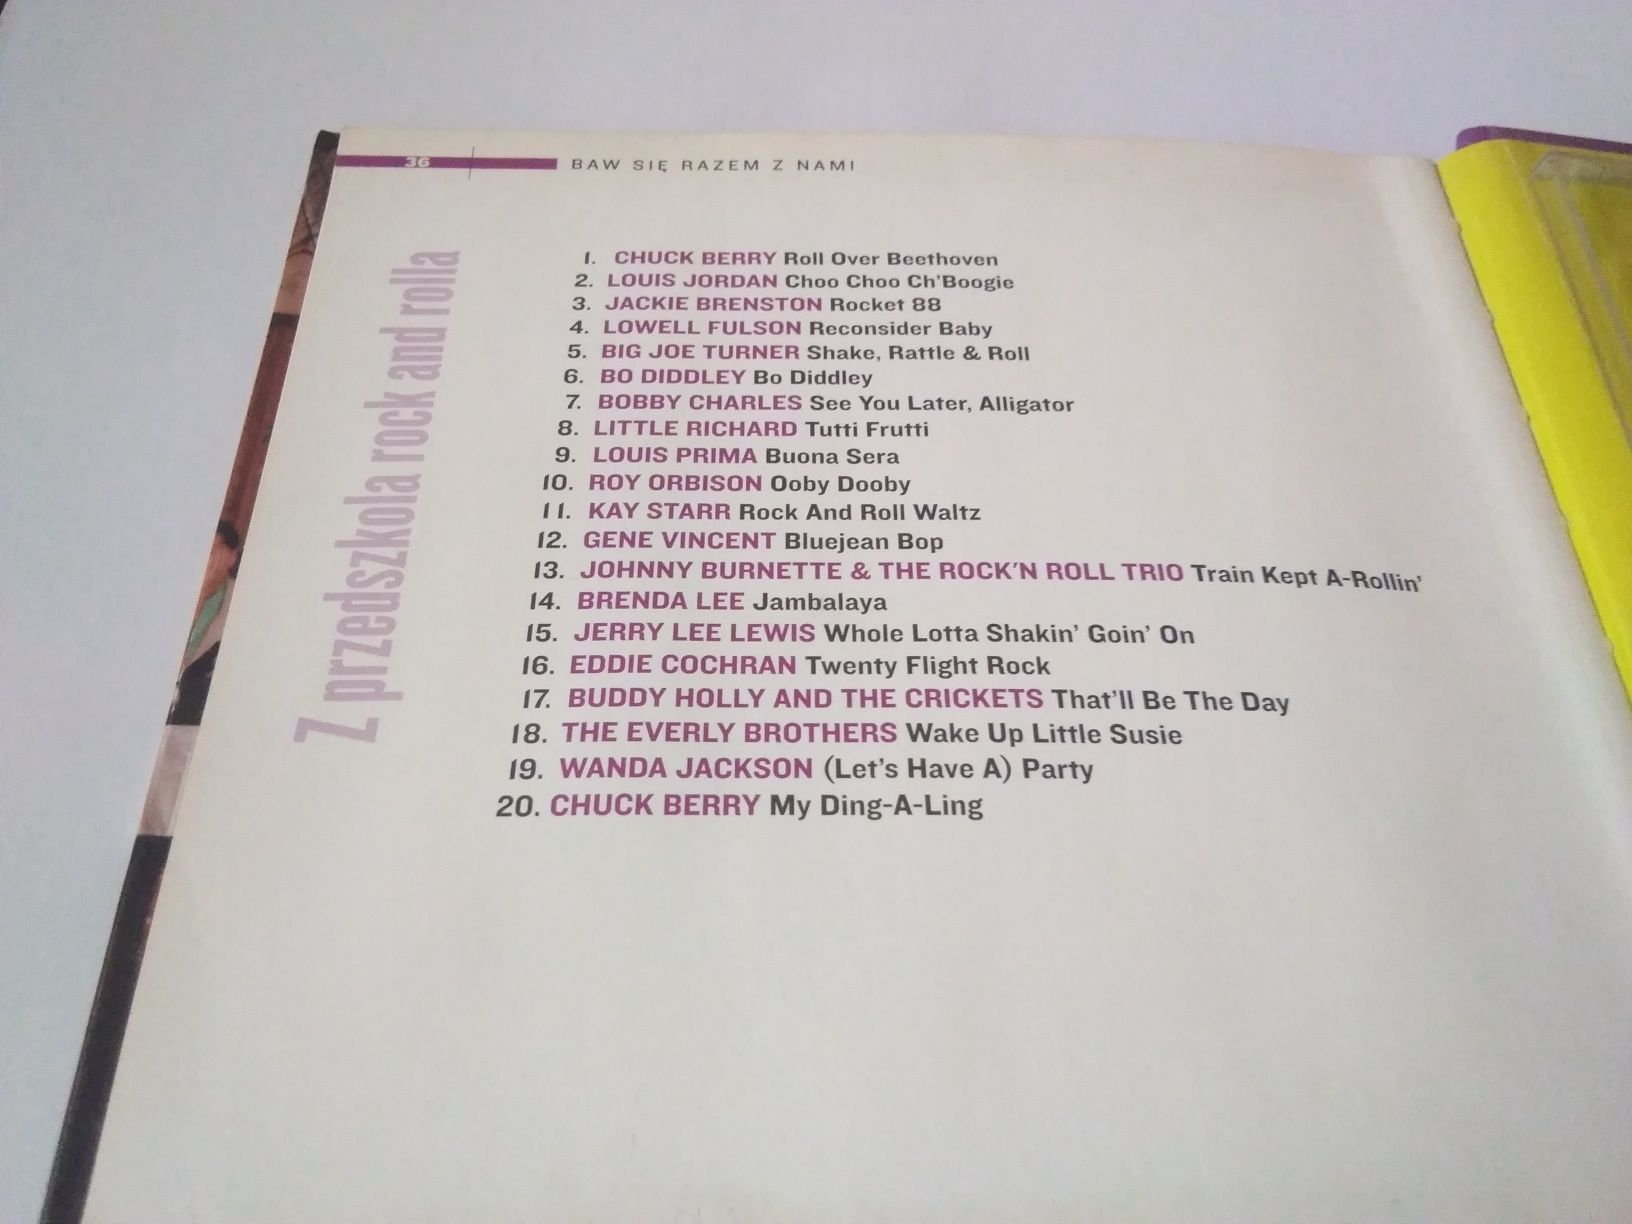 36 BAW SIĘ RAZEM Z NAMI
Z przedszkola rock and rolla
1. CHUCK BERRY Roll Over Beethoven
2. LOUIS JORDAN Choo Choo Ch'Boogie
3. JACKIE BRENSTON Rocket 88
4. LOWELL FULSON Reconsider Baby
5. BIG JOE TURNER Shake, Rattle & Roll
6. BO DIDDLEY Bo Diddley
7. BOBBY CHARLES See You Later, Alligator
8. LITTLE RICHARD Tutti Frutti
9. LOUIS PRIMA Buona Sera
10. ROY ORBISON Ooby Dooby
11. KAY STARR Rock And Roll Waltz
12. GENE VINCENT Bluejean Bop
13. JOHNNY BURNETTE & THE ROCK'N ROLL TRIO Train Kept A-Rollin'
14. BRENDA LEE Jambalaya
15. JERRY LEE LEWIS Whole Lotta Shakin' Goin' On
16. EDDIE COCHRAN Twenty Flight Rock
17. BUDDY HOLLY AND THE CRICKETS That'll Be The Day
18. THE EVERLY BROTHERS Wake Up Little Susie
19. WANDA JACKSON (Let's Have A) Party
20. CHUCK BERRY My Ding-A-Ling